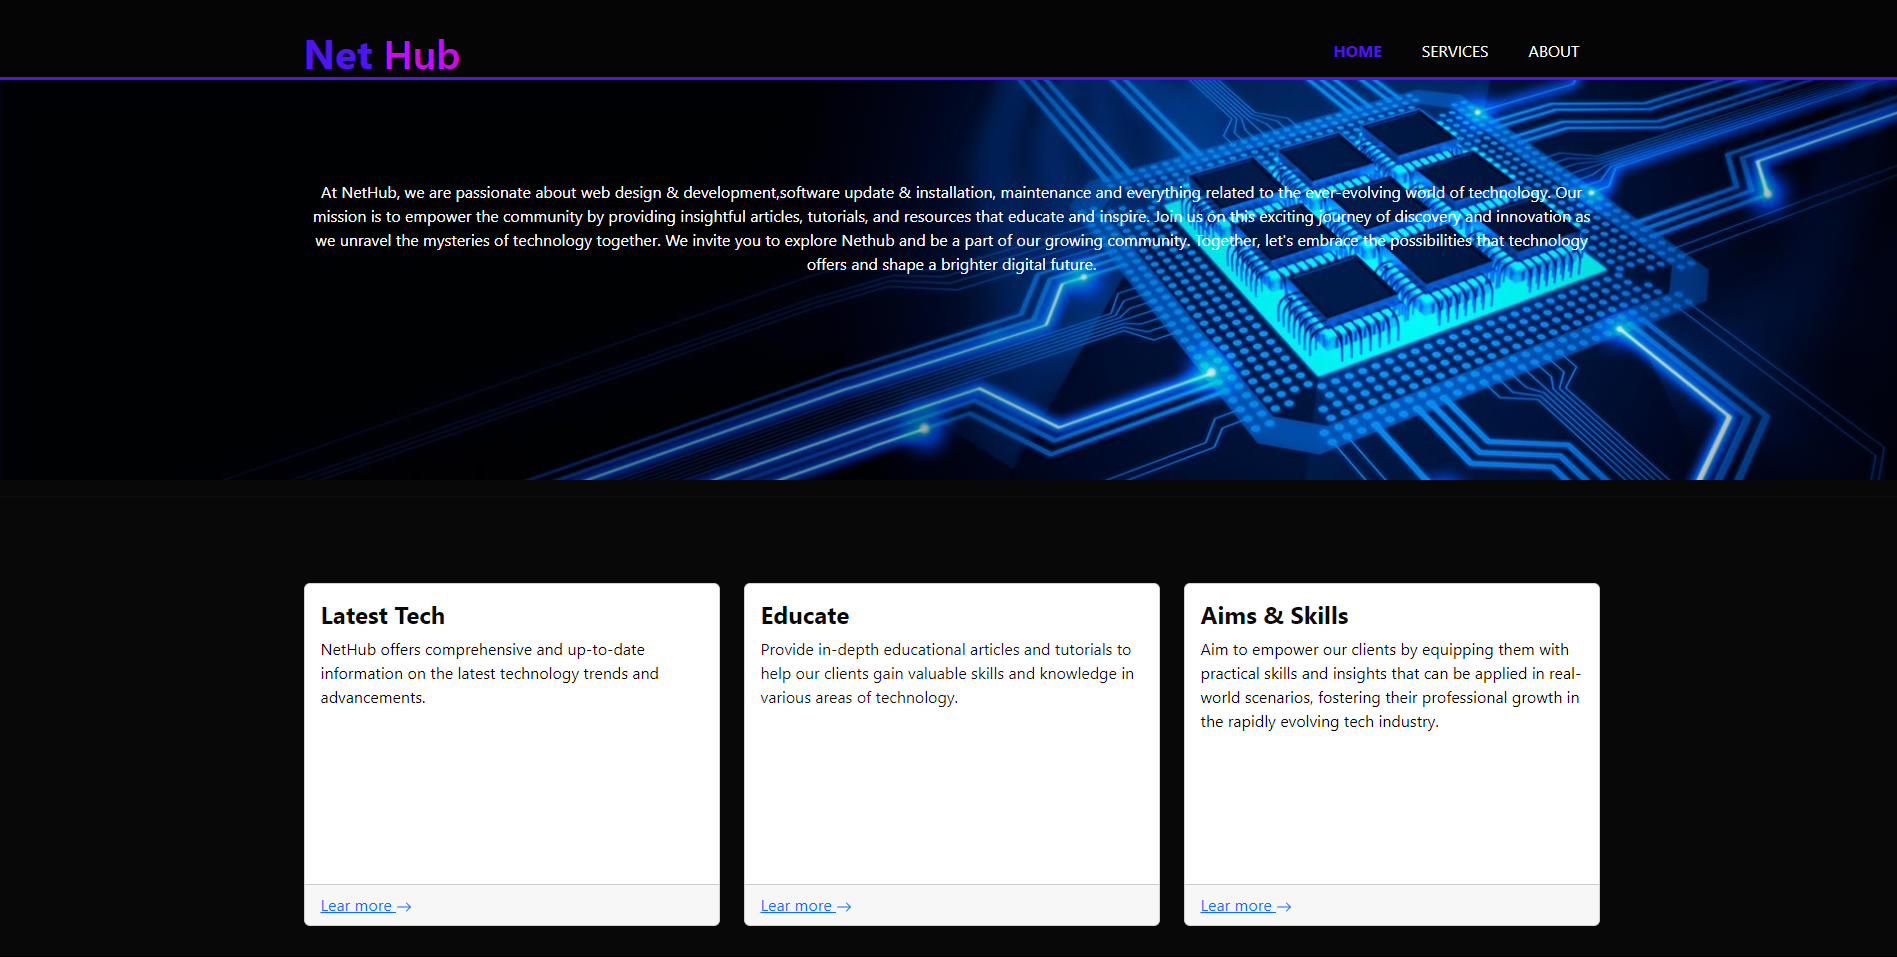 Net Hub
HOME SERVICES ABOUT
At NetHub, we are passionate about web design & development,software update & installation, maintenance and everything related to the ever-evolving world of technology. Our
mission is to empower the community by providing insightful articles, tutorials, and resources that educate and inspire. Join us on this exciting journey of discovery and innovation as
we unravel the mysteries of technology together. We invite you to explore Nethub and be a part of our growing community. Together, let's embrace the possibilities that technology
offers and shape a brighter digital future.
Latest Tech
NetHub offers comprehensive and up-to-date
information on the latest technology trends and
advancements.
Lear more →
Educate
Provide in-depth educational articles and tutorials to
help our clients gain valuable skills and knowledge in
various areas of technology.
Lear more →
Aims & Skills
Aim to empower our clients by equipping them with
practical skills and insights that can be applied in real-
world scenarios, fostering their professional growth in
the rapidly evolving tech industry.
Lear more →